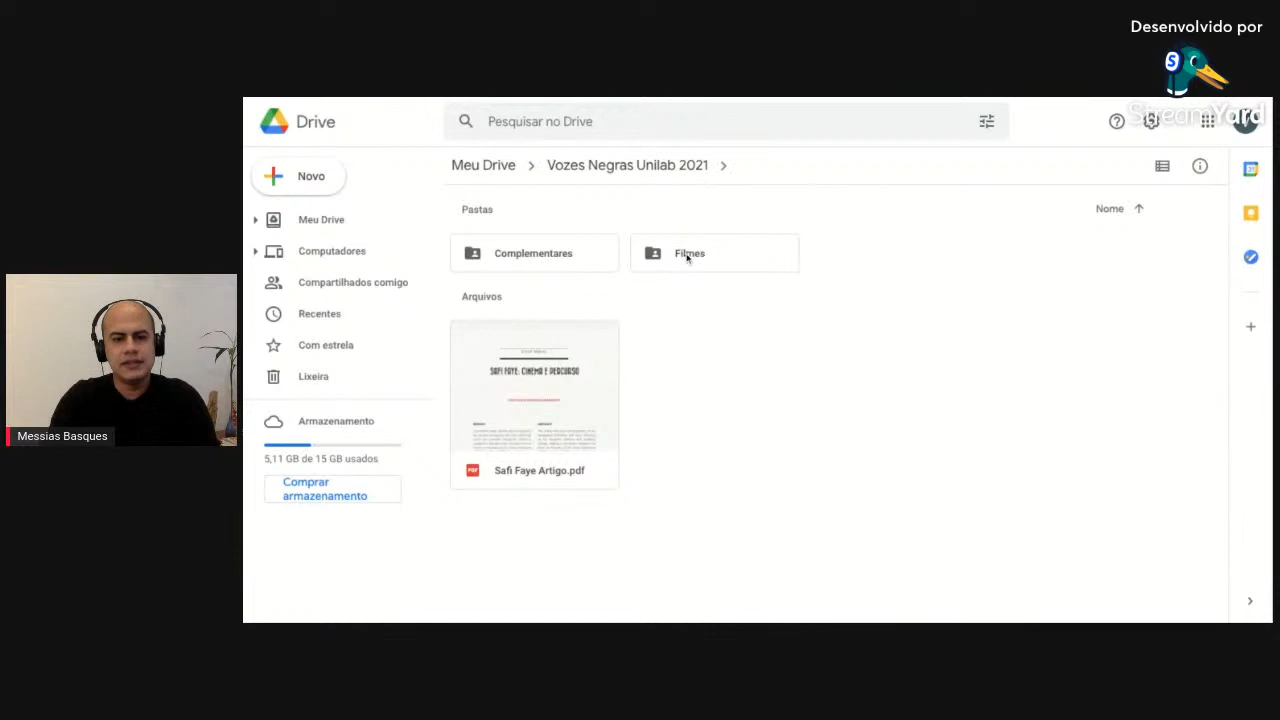 Desenvolvido por
S
StreamYard
Drive
Pesquisar no Drive
Novo
Meu Drive
Computadores
Compartilhados comigo
Recentes
Com estrela
Lixeira
Armazenamento
5,11 GB de 15 GB usados
Comprar
armazenamento
Meu Drive
Vozes Negras Unilab 2021
Pastas
Nome
Complementares
Filmes
Arquivos
SAFI FAYE: CINEMA E PERCURSO
PDF
Safi Faye Artigo.pdf
Messias Basques